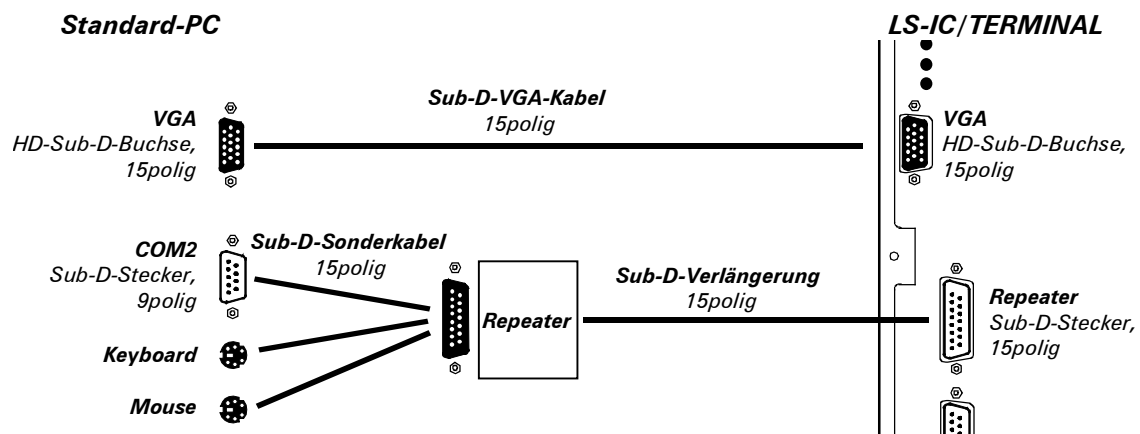 Standard-PC
LS-IC/TERMINAL
VGA
HD-Sub-D-Buchse,
15polig
Sub-D-VGA-Kabel
15polig
VGA
HD-Sub-D-Buchse,
15polig
COM2
Sub-D-Stecker,
9polig
Sub-D-Sonderkabel
15polig
Repeater
Sub-D-Verlängerung
15polig
Repeater
Sub-D-Stecker,
15polig
Keyboard
Mouse